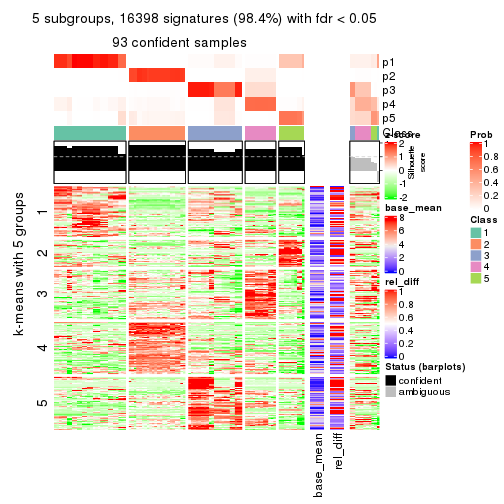 5 subgroups, 16398 signatures (98.4%) with fdr < 0.05
93 confident samples
p1
p2
p3
p4
p5
Class
Silhouette
score
k-means with 5 groups
1
2
3
4
5
base_mean
rel_diff
z-score
2
1
0
-1
-2
base_mean
8
6
4
2
0
rel_diff
1
0.8
0.6
0.4
0.2
0
Status (barplots)
confident
ambiguous
Prob
1
0.8
0.6
0.4
0.2
0
Class
1
2
3
4
5